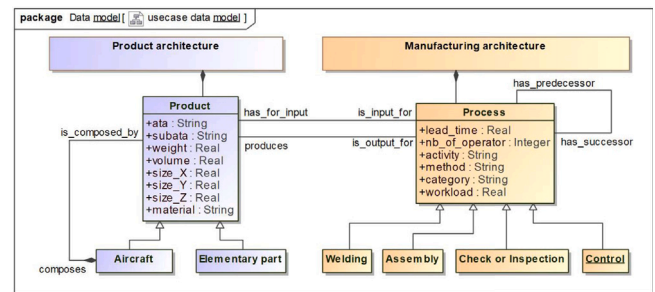 package Data model[ usecase data model ]
Product architecture
Manufacturing architecture
has_predecessor
Product
+ata : String
+subata : String
+weight : Real
+volume : Real
+size_X : Real
+size_Y : Real
+size_Z : Real
+material : String
has_for_input
is_input_for
produces
is_output_for
is_composed_by
Process
+lead_time : Real
+nb_of_operator : Integer
+activity : String
+method : String
+category : String
+workload : Real
has_successor
Aircraft
Elementary part
Welding
Assembly
Check or Inspection
Control
composes